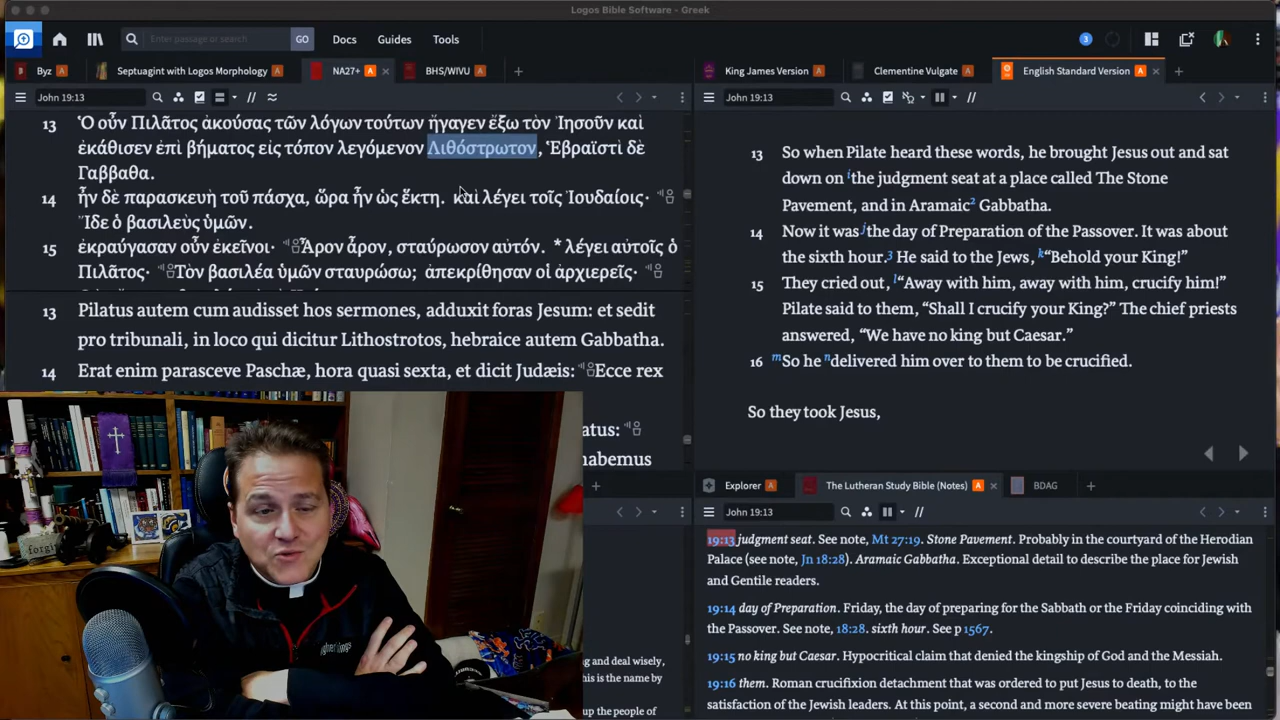 Logos Bible Software - Greek
Enter passage or search
GO
Docs
Guides
Tools
3
Byz A
Septuagint with Logos Morphology A
NA27+ A
BHS/WIVU A
King James Version A
Clementine Vulgate A
English Standard Version A
John 19:13
13 Ὁ οὖν Πιλᾶτος ἀκούσας τῶν λόγων τούτων ἤγαγεν ἔξω τὸν Ἰησοῦν καὶ
ἐκάθισεν ἐπὶ βήματος εἰς τόπον λεγόμενον Λιθόστρωτον, Ἑβραϊστὶ δὲ
Γαββαθα.
14 ἦν δὲ παρασκευὴ τοῦ πάσχα, ὥρα ἦν ὡς ἕκτη. καὶ λέγει τοῖς Ἰουδαίοις·
Ἴδε ὁ βασιλεὺς ὑμῶν.
15 ἐκραύγασαν οὖν ἐκεῖνοι· Ἆρον ἆρον, σταύρωσον αὐτόν. * λέγει αὐτοῖς ὁ
Πιλᾶτος· Τὸν βασιλέα ὑμῶν σταυρώσω; ἀπεκρίθησαν οἱ ἀρχιερεῖς·
13 Pilatus autem cum audisset hos sermones, adduxit foras Jesum: et sedit
pro tribunali, in loco qui dicitur Lithostrotos, hebraice autem Gabbatha.
14 Erat enim parasceve Paschæ, hora quasi sexta, et dicit Judæis: Ecce rex
atus:
habemus
John 19:13
13 So when Pilate heard these words, he brought Jesus out and sat
down on i the judgment seat at a place called The Stone
Pavement, and in Aramaic2 Gabbatha.
14 Now it was j the day of Preparation of the Passover. It was about
the sixth hour.3 He said to the Jews, k “Behold your King!”
15 They cried out, l “Away with him, away with him, crucify him!”
Pilate said to them, “Shall I crucify your King?” The chief priests
answered, “We have no king but Caesar.”
16 m So he n delivered him over to them to be crucified.
So they took Jesus,
Explorer A
The Lutheran Study Bible (Notes) A
BDAG
John 19:13
19:13 judgment seat. See note, Mt 27:19. Stone Pavement. Probably in the courtyard of the Herodian
Palace (see note, Jn 18:28). Aramaic Gabbatha. Exceptional detail to describe the place for Jewish
and Gentile readers.
19:14 day of Preparation. Friday, the day of preparing for the Sabbath or the Friday coinciding with
the Passover. See note, 18:28. sixth hour. See p 1567.
19:15 no king but Caesar. Hypocritical claim that denied the kingship of God and the Messiah.
19:16 them. Roman crucifixion detachment that was ordered to put Jesus to death, to the
satisfaction of the Jewish leaders. At this point, a second and more severe beating might have been
ng and deal wisely,
his is the name by
up the people of
forgi